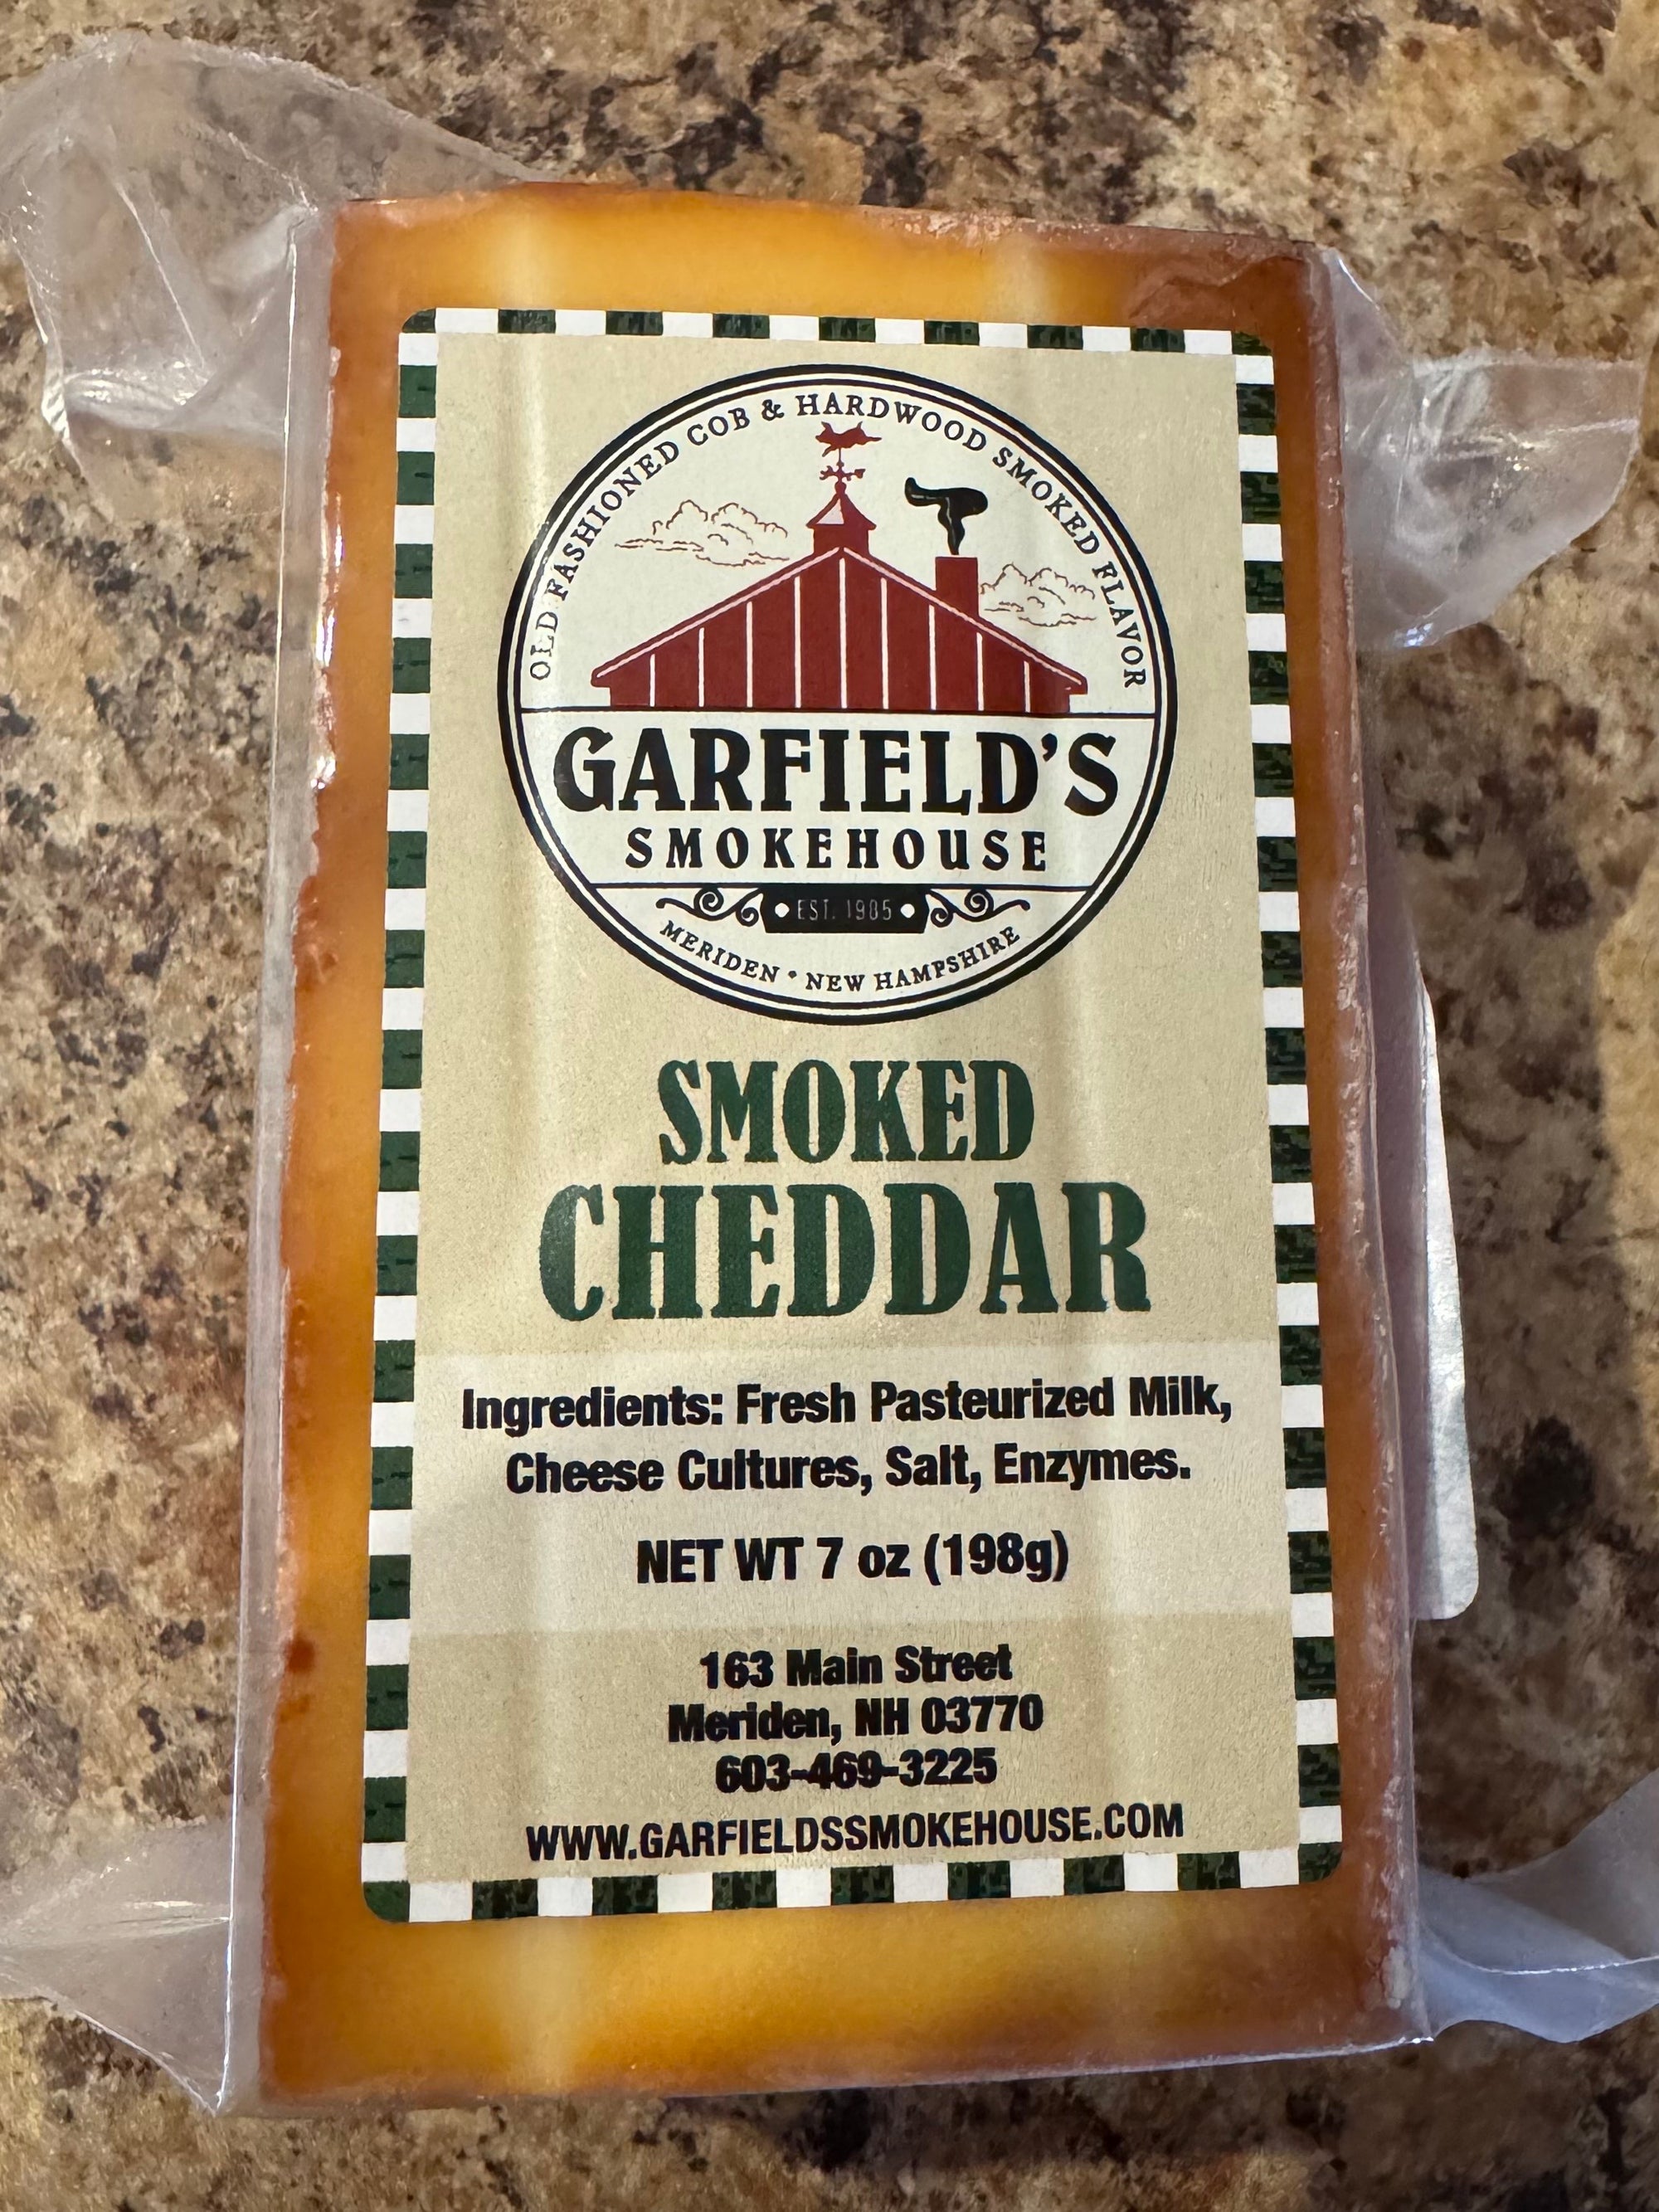 OLD FASHIONED COB & HARDWOOD SMOKED FLAVOR
GARFIELD'S
SMOKEHOUSE
EST. 1985
MERIDEN • NEW HAMPSHIRE
SMOKED
CHEDDAR
Ingredients: Fresh Pasteurized Milk,
Cheese Cultures, Salt, Enzymes.
NET WT 7 oz (198g)
163 Main Street
Meriden, NH 03770
603-469-3225
WWW.GARFIELDSSMOKEHOUSE.COM